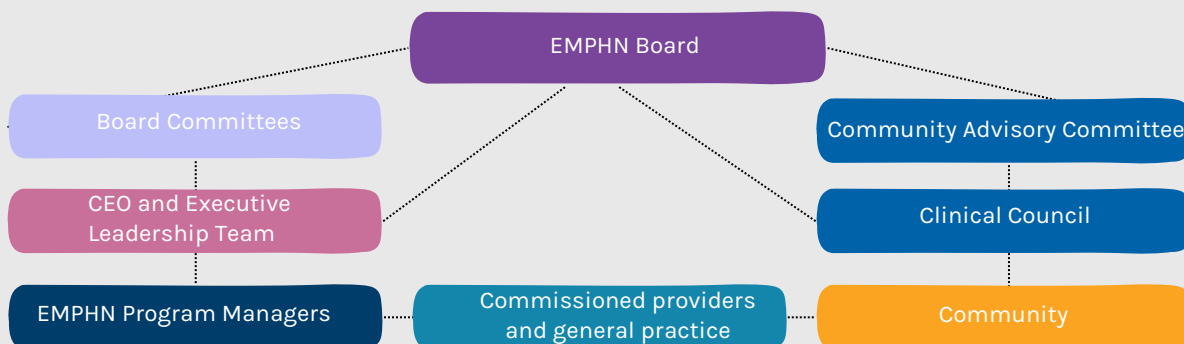 EMPHN Board
Board Committees
Community Advisory Committee
CEO and Executive
Leadership Team
Clinical Council
EMPHN Program Managers
Commissioned providers
and general practice
Community